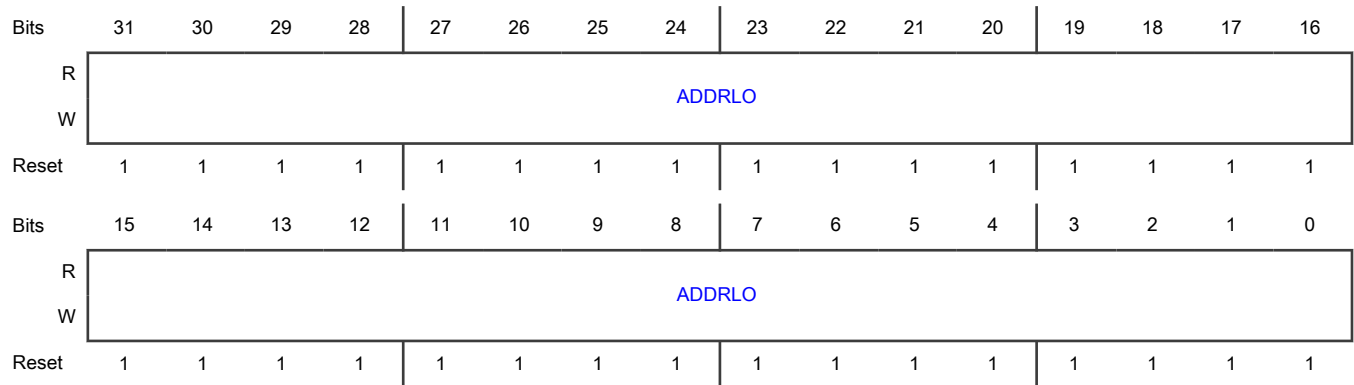 Bits 31 30 29 28 27 26 25 24 23 22 21 20 19 18 17 16
R
ADDRLO
W
Reset 1 1 1 1 1 1 1 1 1 1 1 1 1 1 1 1
Bits 15 14 13 12 11 10 9 8 7 6 5 4 3 2 1 0
R
ADDRLO
W
Reset 1 1 1 1 1 1 1 1 1 1 1 1 1 1 1 1